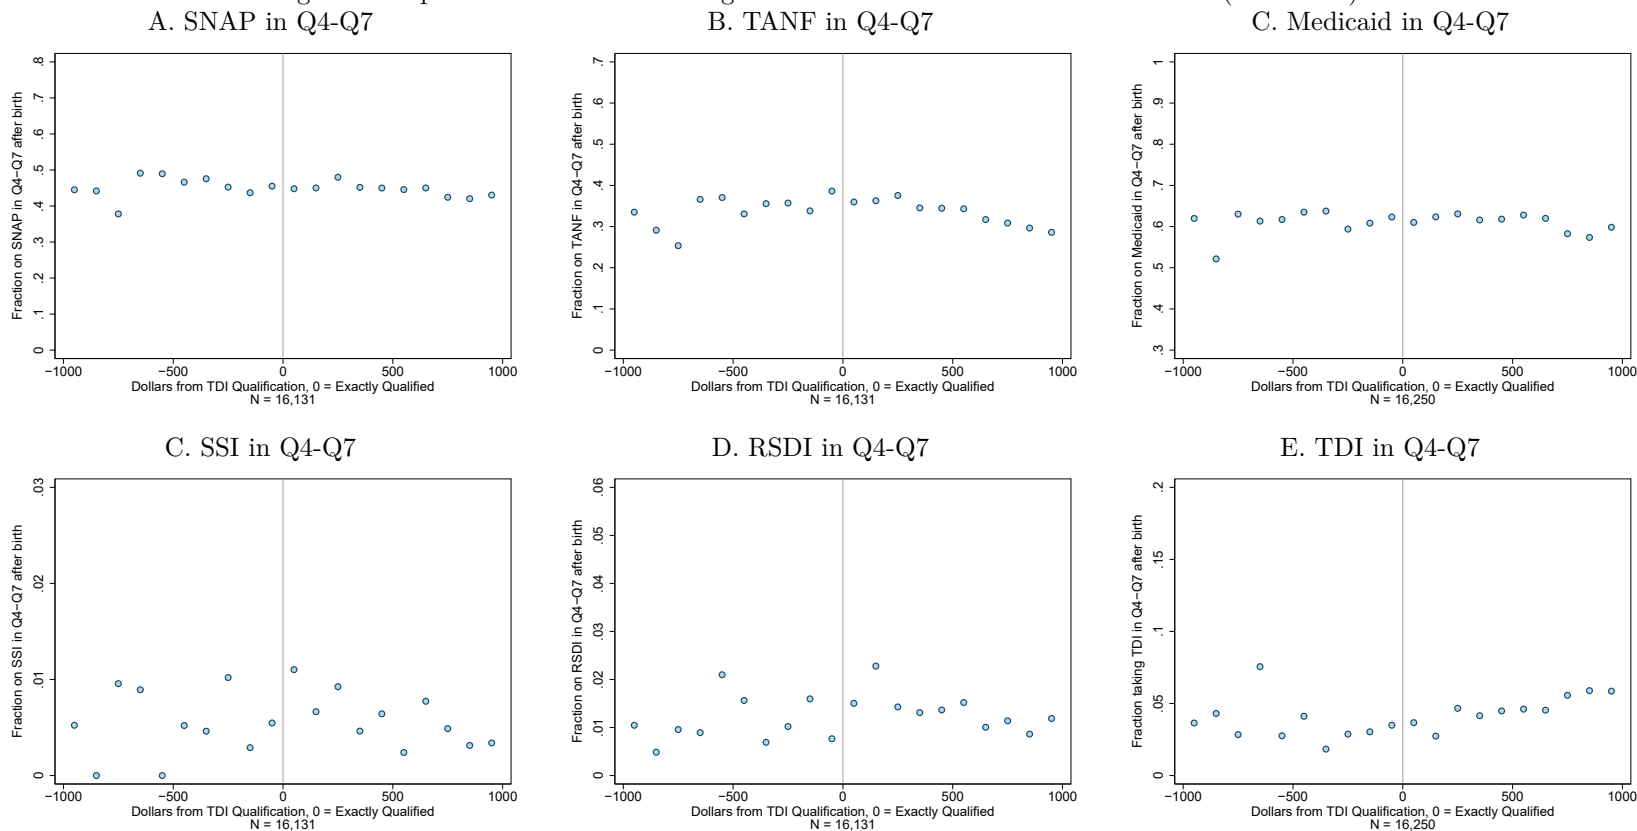 A. SNAP in Q4-Q7
B. TANF in Q4-Q7
C. Medicaid in Q4-Q7
Fraction on SNAP in Q4−Q7 after birth
0 .1 .2 .3 .4 .5 .6 .7 .8
−1000 −500 0 500 1000
Dollars from TDI Qualification, 0 = Exactly Qualified
N = 16,131
Fraction on TANF in Q4−Q7 after birth
0 .1 .2 .3 .4 .5 .6 .7
−1000 −500 0 500 1000
Dollars from TDI Qualification, 0 = Exactly Qualified
N = 16,131
Fraction on Medicaid in Q4−Q7 after birth
.3 .4 .5 .6 .7 .8 .9 1
−1000 −500 0 500 1000
Dollars from TDI Qualification, 0 = Exactly Qualified
N = 16,250
C. SSI in Q4-Q7
D. RSDI in Q4-Q7
E. TDI in Q4-Q7
Fraction on SSI in Q4−Q7 after birth
0 .01 .02 .03
−1000 −500 0 500 1000
Dollars from TDI Qualification, 0 = Exactly Qualified
N = 16,131
Fraction on RSDI in Q4−Q7 after birth
0 .01 .02 .03 .04 .05 .06
−1000 −500 0 500 1000
Dollars from TDI Qualification, 0 = Exactly Qualified
N = 16,131
Fraction taking TDI in Q4−Q7 after birth
0 .05 .1 .15 .2
−1000 −500 0 500 1000
Dollars from TDI Qualification, 0 = Exactly Qualified
N = 16,250